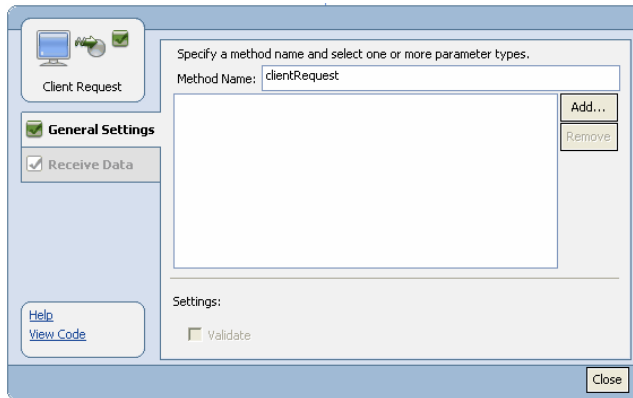 Client Request
General Settings
Receive Data
Help
View Code
Specify a method name and select one or more parameter types.
Method Name: clientRequest
Add...
Remove
Settings:
Validate
Close